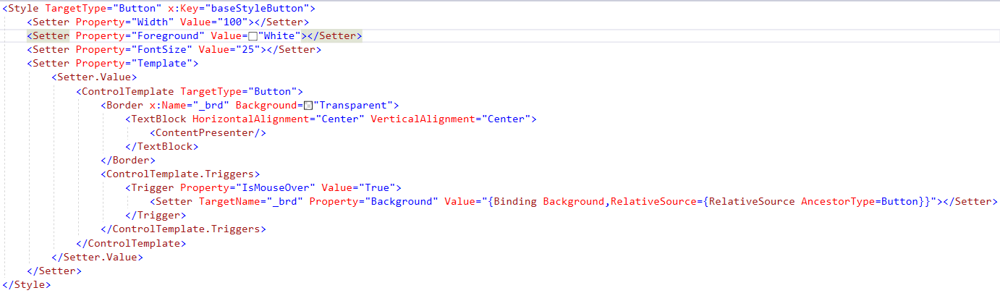 <Style TargetType="Button" x:Key="baseStyleButton">
    <Setter Property="Width" Value="100"></Setter>
    <Setter Property="Foreground" Value="White"></Setter>
    <Setter Property="FontSize" Value="25"></Setter>
    <Setter Property="Template">
        <Setter.Value>
            <ControlTemplate TargetType="Button">
                <Border x:Name="_brd" Background="Transparent">
                    <TextBlock HorizontalAlignment="Center" VerticalAlignment="Center">
                        <ContentPresenter/>
                    </TextBlock>
                </Border>
                <ControlTemplate.Triggers>
                    <Trigger Property="IsMouseOver" Value="True">
                        <Setter TargetName="_brd" Property="Background" Value="{Binding Background,RelativeSource={RelativeSource AncestorType=Button}}"></Setter>
                    </Trigger>
                </ControlTemplate.Triggers>
            </ControlTemplate>
        </Setter.Value>
    </Setter>
</Style>